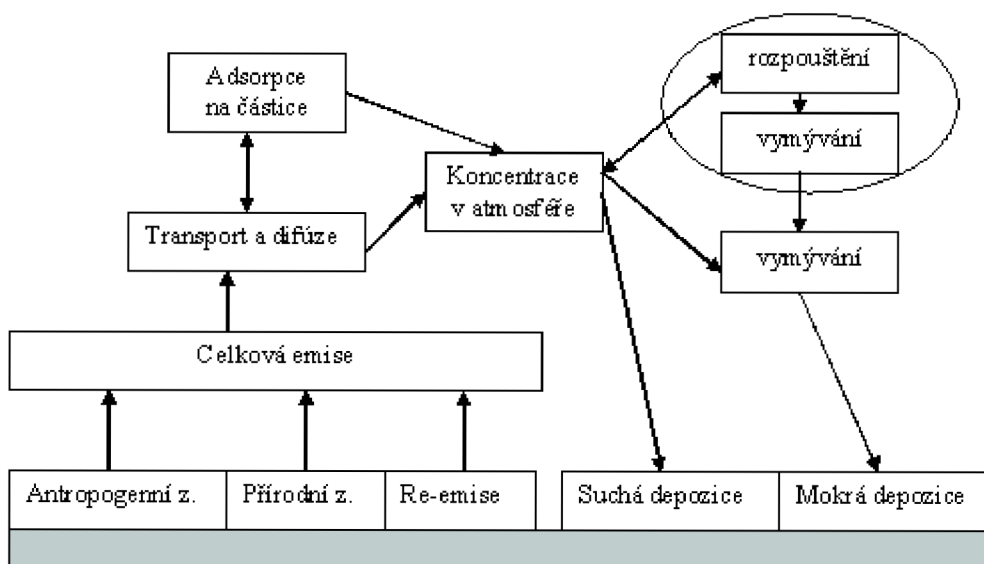 Adsorpce
na částice
rozpouštění
vymývání
Koncentrace
v atmosféře
Transport a difúze
vymývání
Celková emise
Antropogenní z.
Přírodní z.
Re-emise
Suchá depozice
Mokrá depozice